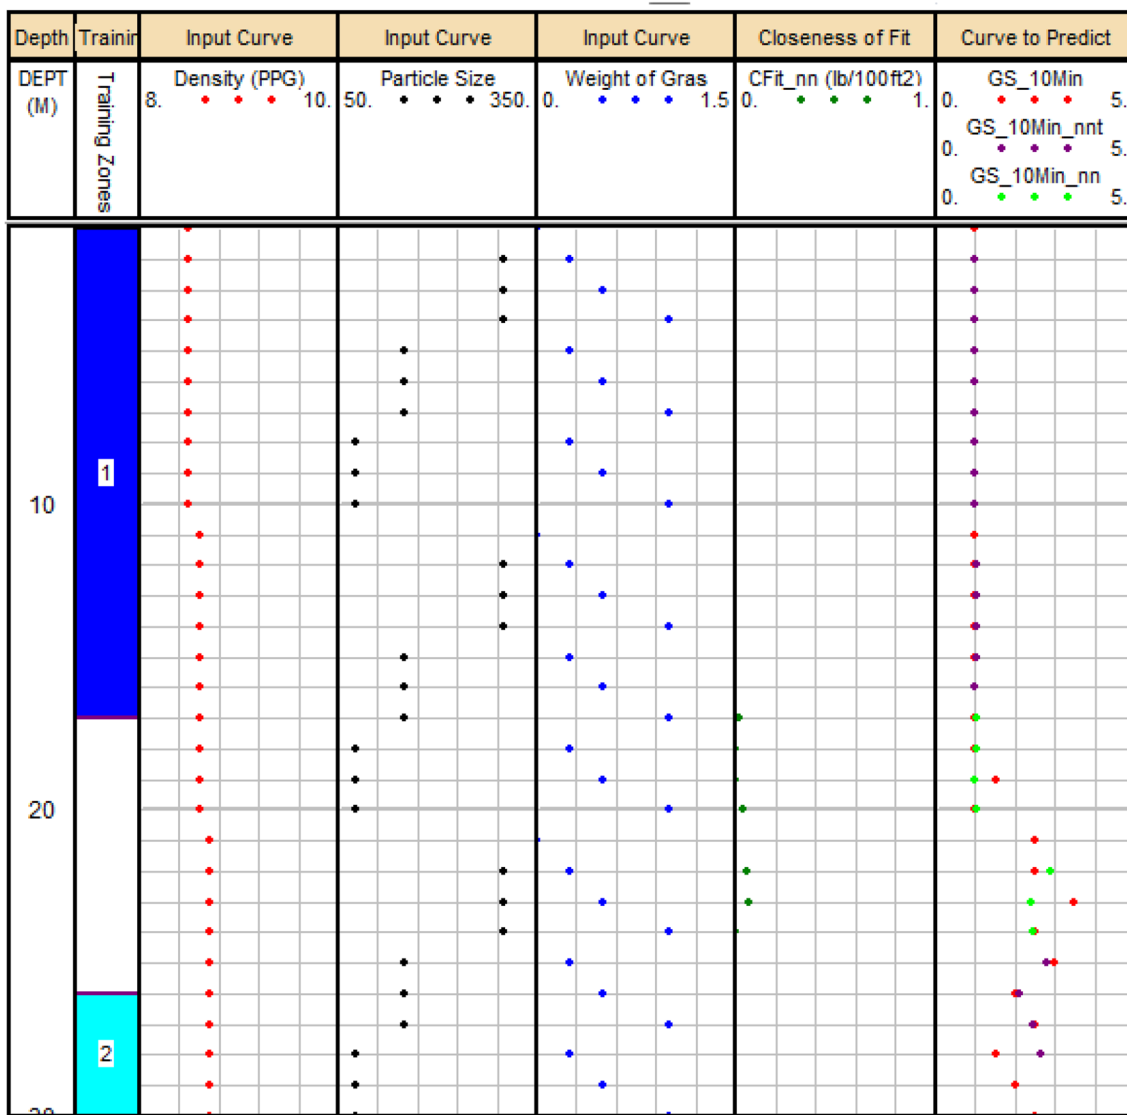 Depth Trainin Input Curve Input Curve Input Curve Closeness of Fit Curve to Predict
DEPT
(M)
Training Zones
Density (PPG)
8. 10.
Particle Size
50. 350.
Weight of Gras
0. 1.5
CFit_nn (lb/100ft2)
0. 1.
GS_10Min
0. 5.
GS_10Min_nnt
0. 5.
GS_10Min_nn
0. 5.
1
10
20
2
30